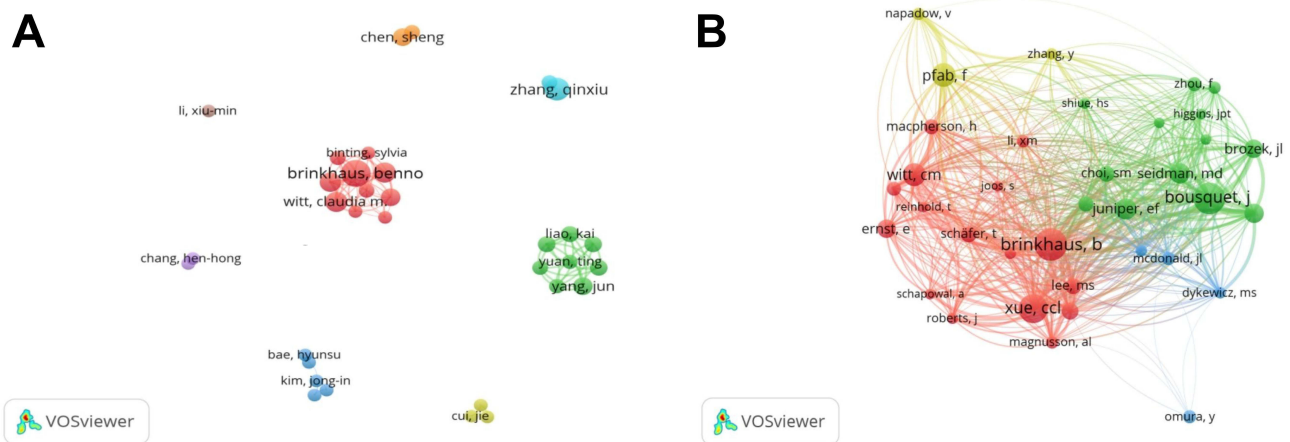 A
chen, sheng
zhang, qinxiu
li, xiu-min
binting, sylvia
brinkhaus, benno
witt, claudia m.
liao, kai
yuan, ting
yang, jun
chang, hen-hong
bae, hyunsu
kim, jong-in
cui, jie
VOSviewer
B
napadow, v
zhang, y
pfab, f
zhou, f
shiue, hs
higgins, jpt
macpherson, h
li, xm
brozek, jl
witt, cm
choi, sm
seidman, md
joos, s
bousquet, j
reinhold, t
juniper, ef
ernst, e
schäfer, t
brinkhaus, b
mcdonald, jl
lee, ms
dykewicz, ms
schapowal, a
xue, ccl
roberts, j
magnusson, al
omura, y
VOSviewer